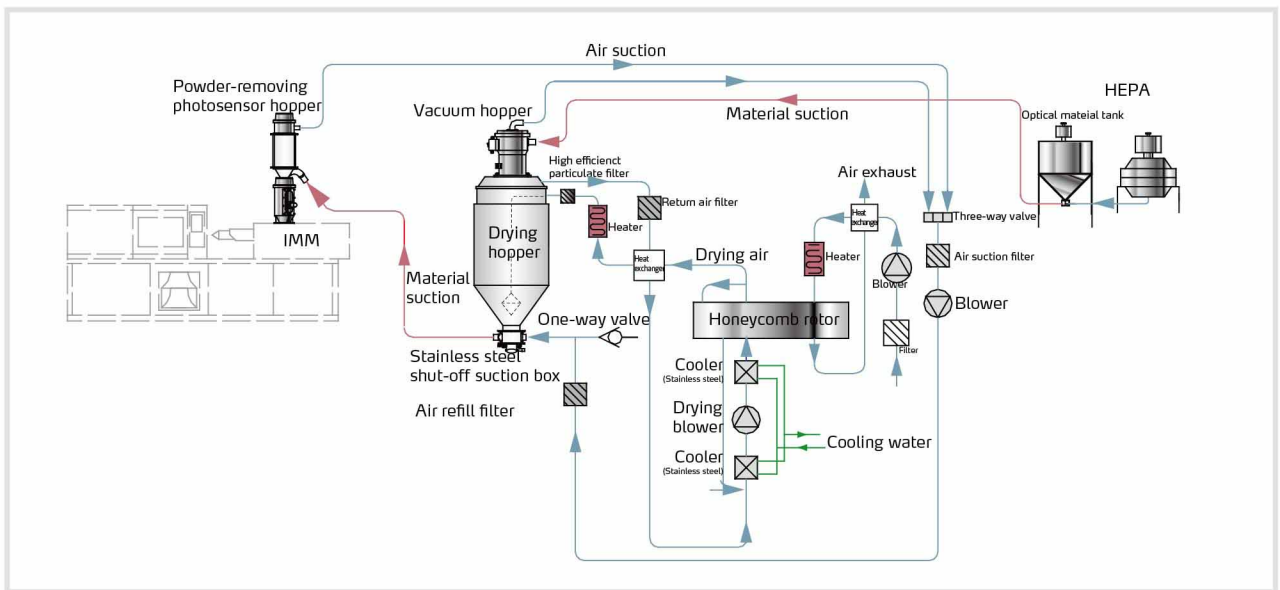 Air suction
Powder-removing
photosensor hopper
HEPA
Vacuum hopper
Material suction
Optical mateial tank
High efficienct
particulate filter
Air exhaust
Return air filter
Heat
exchanger
Three-way valve
Heater
Drying
hopper
IMM
Drying air
Heat
exchanger
Heater
Air suction filter
Blower
Material
suction
Blower
One-way valve
Honeycomb rotor
Filter
Stainless steel
shut-off suction box
Cooler
(Stainless steel)
Air refill filter
Drying
blower
Cooling water
Cooler
(Stainless steel)